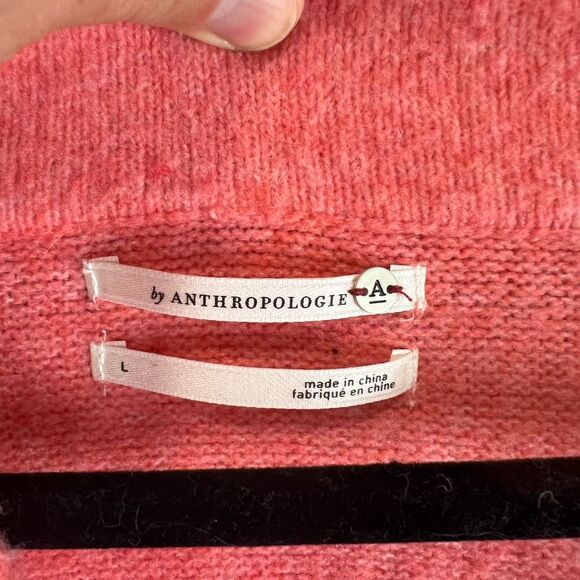 by ANTHROPOLOGIE A
L
made in china
fabriqué en chine